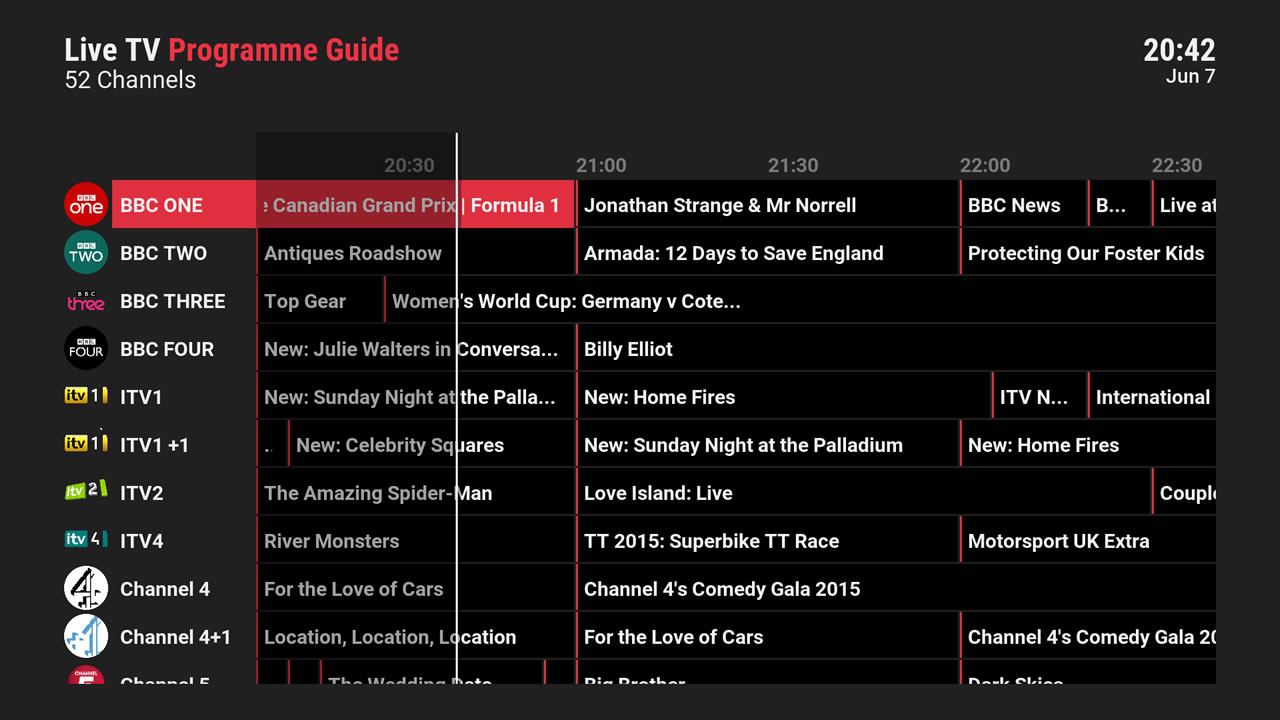 Live TV Programme Guide
20:42
52 Channels
Jun 7
20:30 21:00 21:30 22:00 22:30
BBC one BBC ONE e Canadian Grand Prix | Formula 1 Jonathan Strange & Mr Norrell BBC News B... Live at
BBC TWO BBC TWO Antiques Roadshow Armada: 12 Days to Save England Protecting Our Foster Kids
BBC three BBC THREE Top Gear Women's World Cup: Germany v Cote...
BBC FOUR BBC FOUR New: Julie Walters in Conversa... Billy Elliot
itv 1 ITV1 New: Sunday Night at the Palla... New: Home Fires ITV N... International
itv 1 ITV1 +1 .. New: Celebrity Squares New: Sunday Night at the Palladium New: Home Fires
itv 2 ITV2 The Amazing Spider-Man Love Island: Live Couple
itv 4 ITV4 River Monsters TT 2015: Superbike TT Race Motorsport UK Extra
4 Channel 4 For the Love of Cars Channel 4's Comedy Gala 2015
4 Channel 4+1 Location, Location, Location For the Love of Cars Channel 4's Comedy Gala 20
CHANNEL 5 Channel 5 The Wedding Date Big Brother Dark Skies